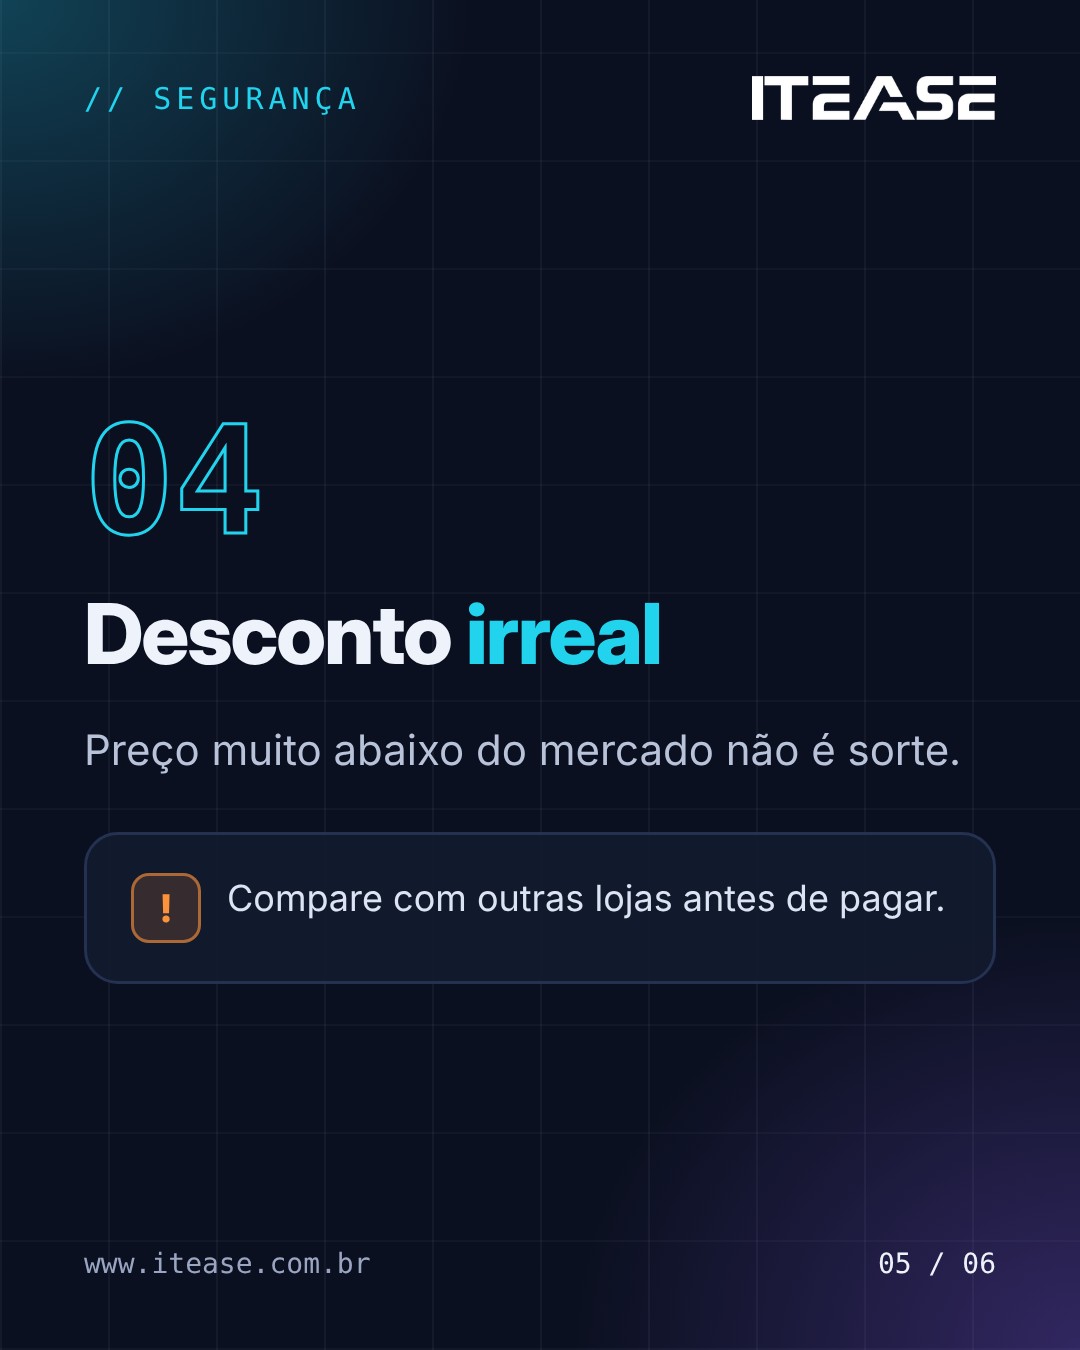 // SEGURANÇA
ITEASE
04
Desconto irreal
Preço muito abaixo do mercado não é sorte.
! Compare com outras lojas antes de pagar.
www.itease.com.br
05 / 06